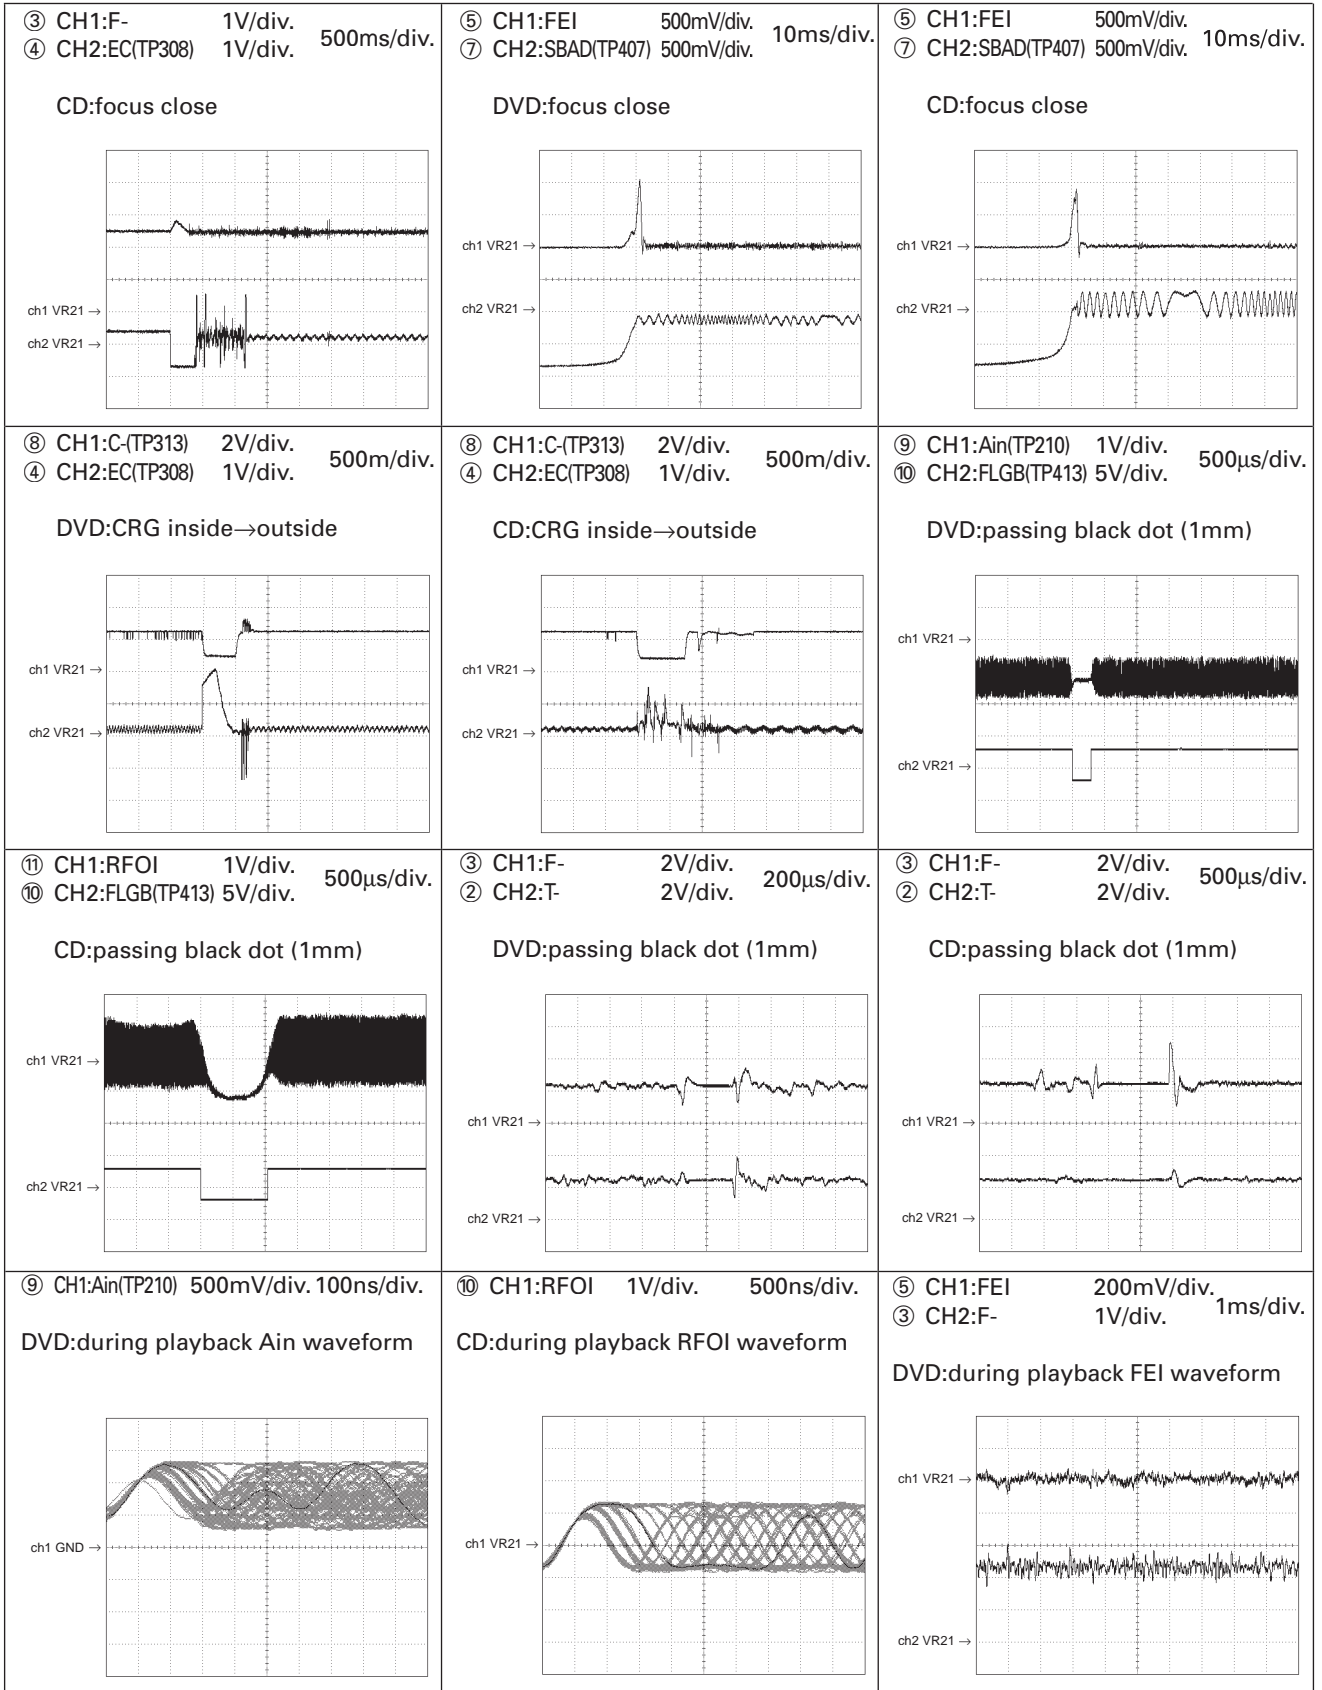 ③ CH1:F- 1V/div. 500ms/div.
④ CH2:EC(TP308) 1V/div.
CD:focus close
ch1 VR21 →
ch2 VR21 →
⑤ CH1:FEI 500mV/div. 10ms/div.
⑦ CH2:SBAD(TP407) 500mV/div.
DVD:focus close
ch1 VR21 →
ch2 VR21 →
⑤ CH1:FEI 500mV/div. 10ms/div.
⑦ CH2:SBAD(TP407) 500mV/div.
CD:focus close
ch1 VR21 →
ch2 VR21 →
⑧ CH1:C-(TP313) 2V/div. 500m/div.
④ CH2:EC(TP308) 1V/div.
DVD:CRG inside→outside
ch1 VR21 →
ch2 VR21 →
⑧ CH1:C-(TP313) 2V/div. 500m/div.
④ CH2:EC(TP308) 1V/div.
CD:CRG inside→outside
ch1 VR21 →
ch2 VR21 →
⑨ CH1:Ain(TP210) 1V/div. 500µs/div.
⑩ CH2:FLGB(TP413) 5V/div.
DVD:passing black dot (1mm)
ch1 VR21 →
ch2 VR21 →
⑪ CH1:RFOI 1V/div. 500µs/div.
⑩ CH2:FLGB(TP413) 5V/div.
CD:passing black dot (1mm)
ch1 VR21 →
ch2 VR21 →
③ CH1:F- 2V/div. 200µs/div.
② CH2:T- 2V/div.
DVD:passing black dot (1mm)
ch1 VR21 →
ch2 VR21 →
③ CH1:F- 2V/div. 500µs/div.
② CH2:T- 2V/div.
CD:passing black dot (1mm)
ch1 VR21 →
ch2 VR21 →
⑨ CH1:Ain(TP210) 500mV/div. 100ns/div.
DVD:during playback Ain waveform
ch1 GND →
⑩ CH1:RFOI 1V/div. 500ns/div.
CD:during playback RFOI waveform
ch1 VR21 →
⑤ CH1:FEI 200mV/div. 1ms/div.
③ CH2:F- 1V/div.
DVD:during playback FEI waveform
ch1 VR21 →
ch2 VR21 →